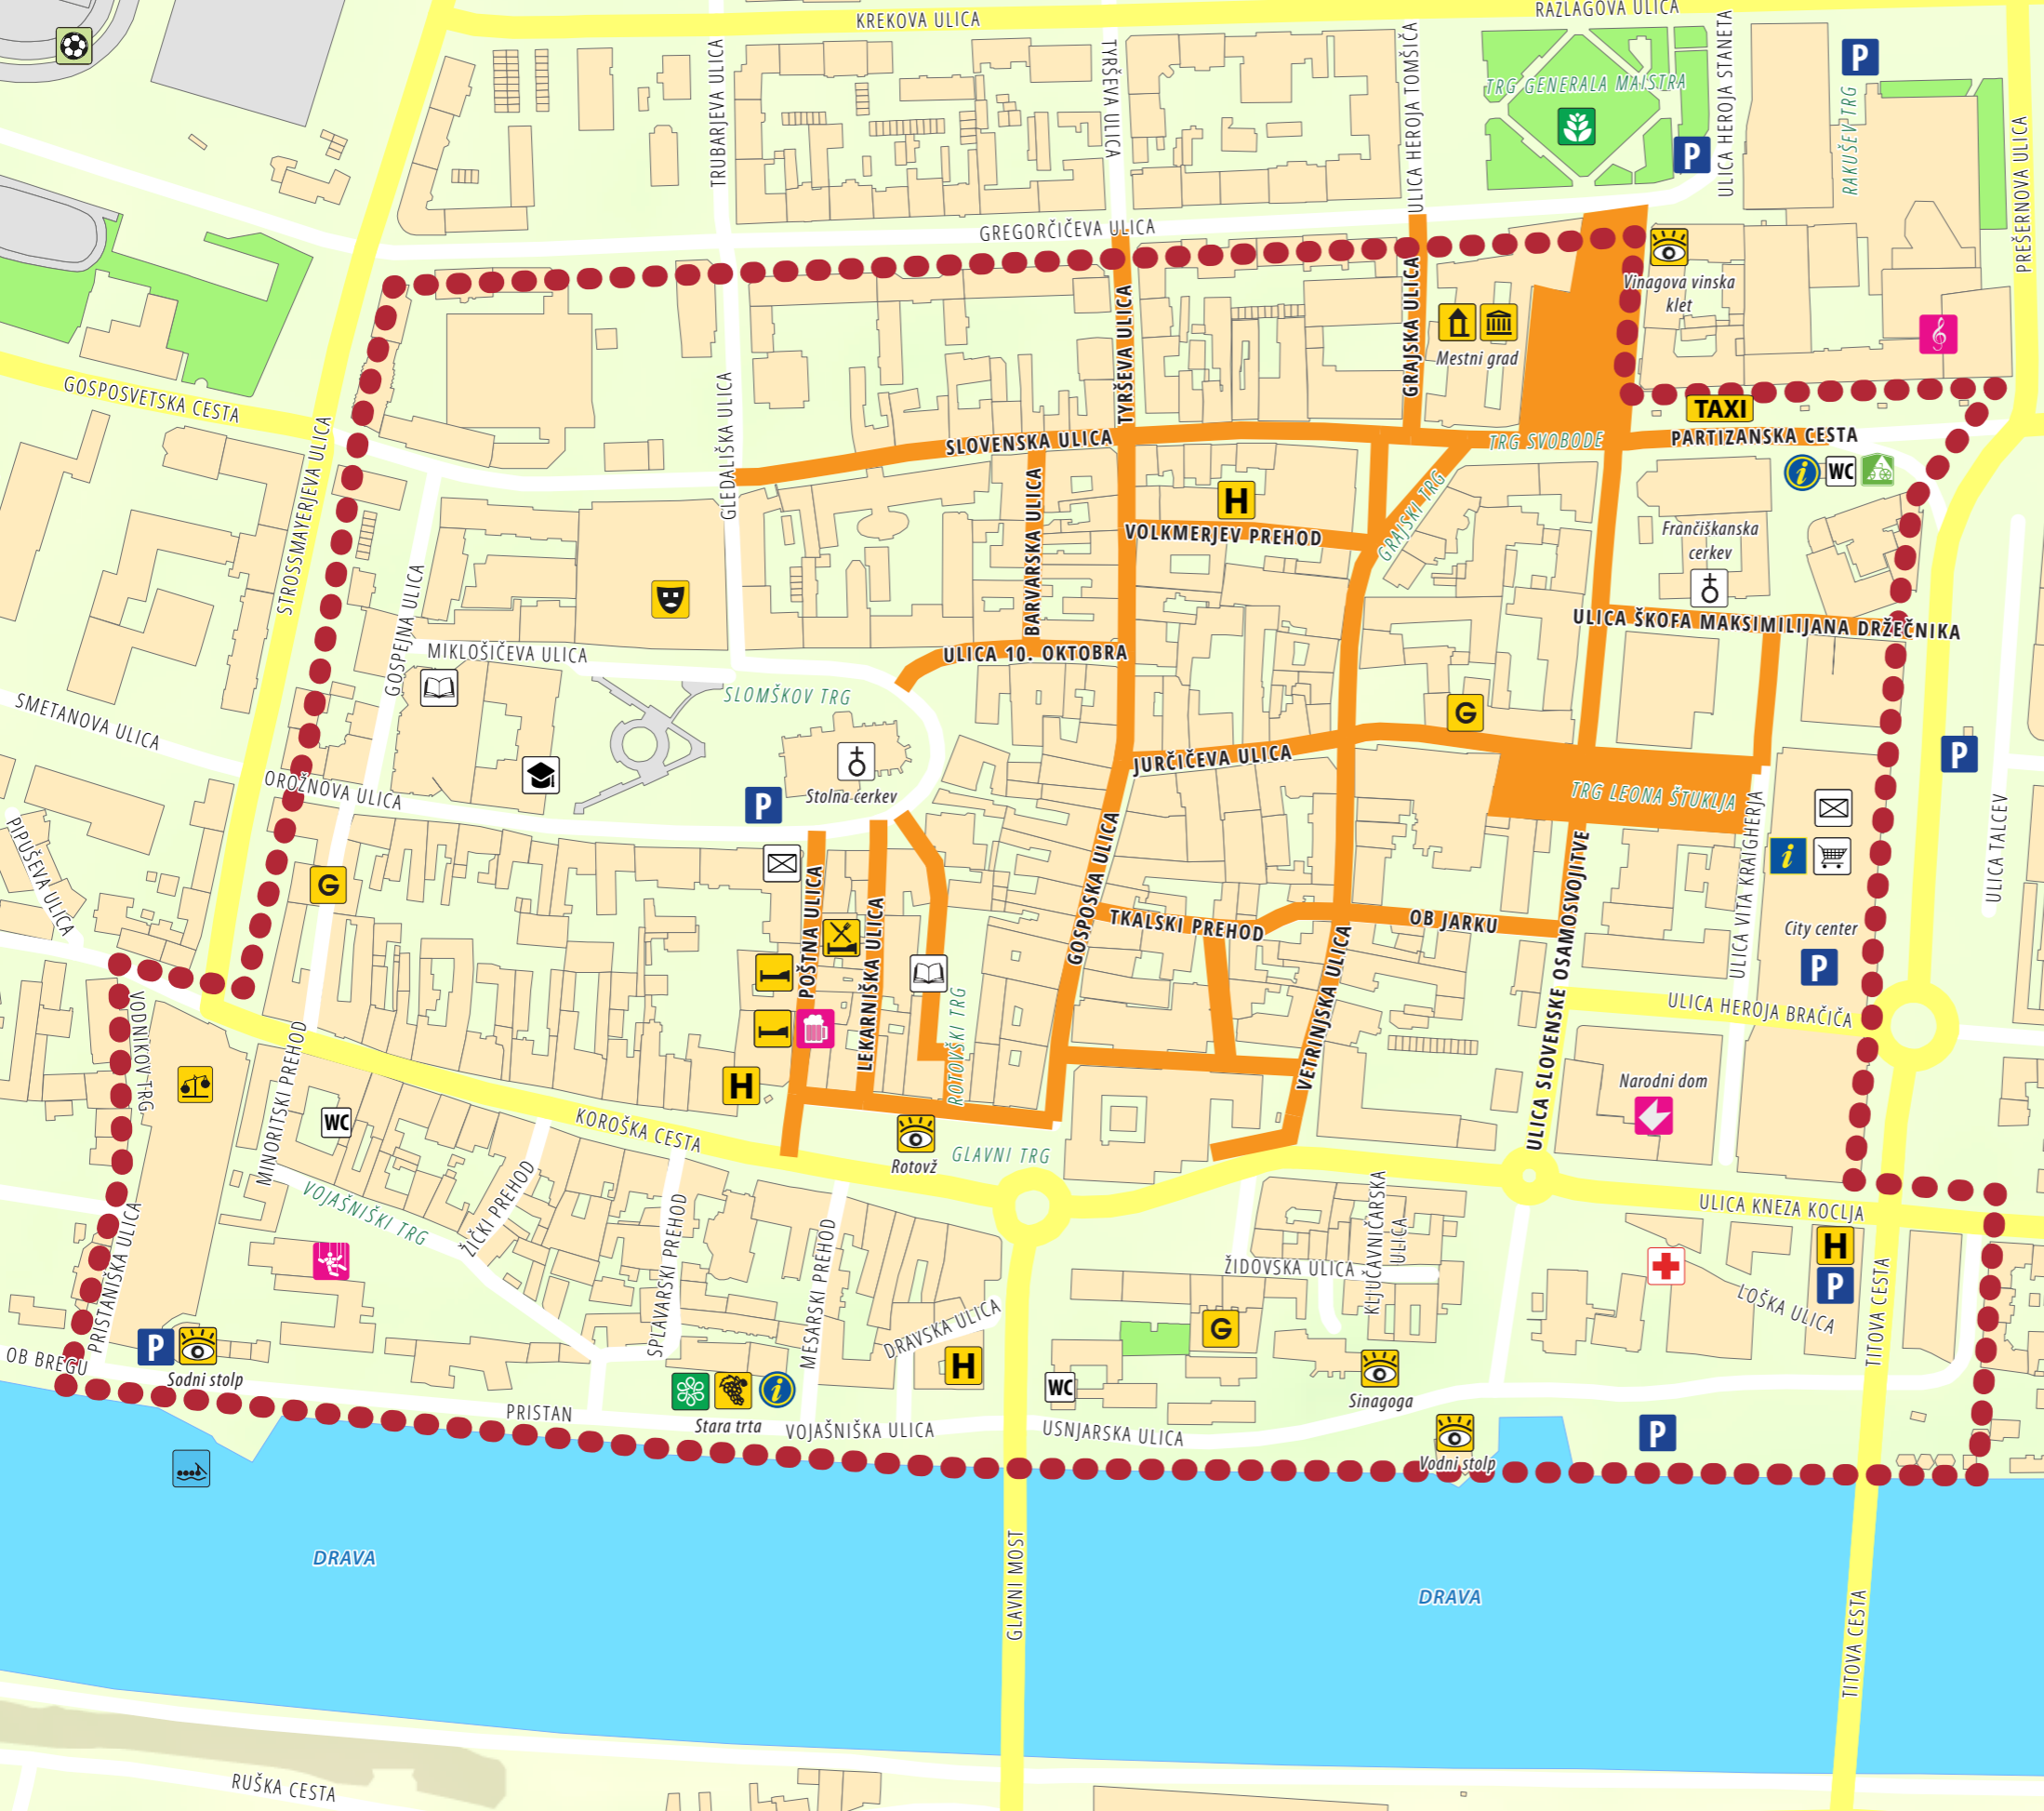 KREKOVA ULICA
RAZLAGOVA ULICA
TRUBARJEVA ULICA
TYRŠEVA ULICA
ULICA HEROJA TOMŠIČA
TRG GENERALA MAISTRA
ULICA HEROJA STANETA
P
P
RAKUŠEV TRG
PREŠERNOVA ULICA
GREGORČIČEVA ULICA
Vinagova vinska
klet
TYRŠEVA ULICA
GRAJSKA ULICA
Mestni grad
GOSPOSVETSKA CESTA
GLEDALIŠKA ULICA
SLOVENSKA ULICA
TRG SVOBODE
TAXI
PARTIZANSKA CESTA
i
WC
STROSSMAYERJEVA ULICA
BARVARSKA ULICA
H
VOLKMERJEV PREHOD
GRAJSKI TRG
Frančiškanska
cerkev
GOSPEJNA ULICA
ULICA ŠKOFA MAKSIMILIJANA DRŽEČNIKA
MIKLOŠIČEVA ULICA
ULICA 10. OKTOBRA
SLOMŠKOV TRG
SMETANOVA ULICA
G
JURČIČEVA ULICA
P
OROŽNOVA ULICA
P
Stolna cerkev
TRG LEONA ŠTUKLJA
PIPUŠEVA ULICA
ULICA VITA KRAIGHERJA
i
ULICA TALCEV
G
POŠTNA ULICA
LEKARNIŠKA ULICA
GOSPOSKA ULICA
TKALSKI PREHOD
OB JARKU
ULICA SLOVENSKE OSAMOSVOJITVE
City center
P
VODNIKOV TRG
ROTOVŠKI TRG
VETRINJSKA ULICA
ULICA HEROJA BRAČIČA
MINORITSKI PREHOD
WC
H
KOROŠKA CESTA
Rotovž
GLAVNI TRG
Narodni dom
VOJAŠNIŠKI TRG
ŽIČKI PREHOD
SPLAVARSKI PREHOD
MESARSKI PREHOD
KLJUČAVNIČARSKA
ULICA
ULICA KNEZA KOCLJA
PRISTANIŠKA ULICA
ŽIDOVSKA ULICA
H
P
LOŠKA ULICA
TITOVA CESTA
OB BREGU
P
Sodni stolp
DRAVSKA ULICA
H
G
WC
Sinagoga
i
Stara trta
PRISTAN
VOJAŠNIŠKA ULICA
USNJARSKA ULICA
Vodni stolp
P
DRAVA
GLAVNI MOST
DRAVA
TITOVA CESTA
RUŠKA CESTA